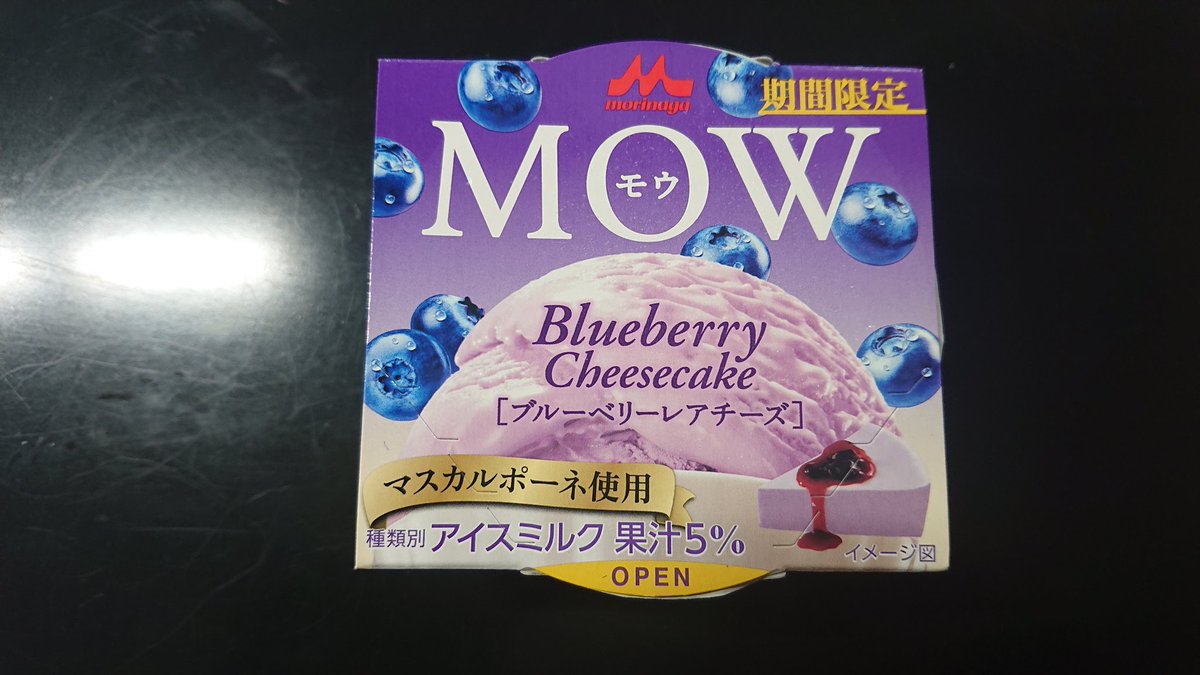 morinaga
期間限定
MOW
モウ
Blueberry
Cheesecake
[ブルーベリーレアチーズ]
マスカルポーネ使用
種類別 アイスミルク 果汁5%
イメージ図
OPEN